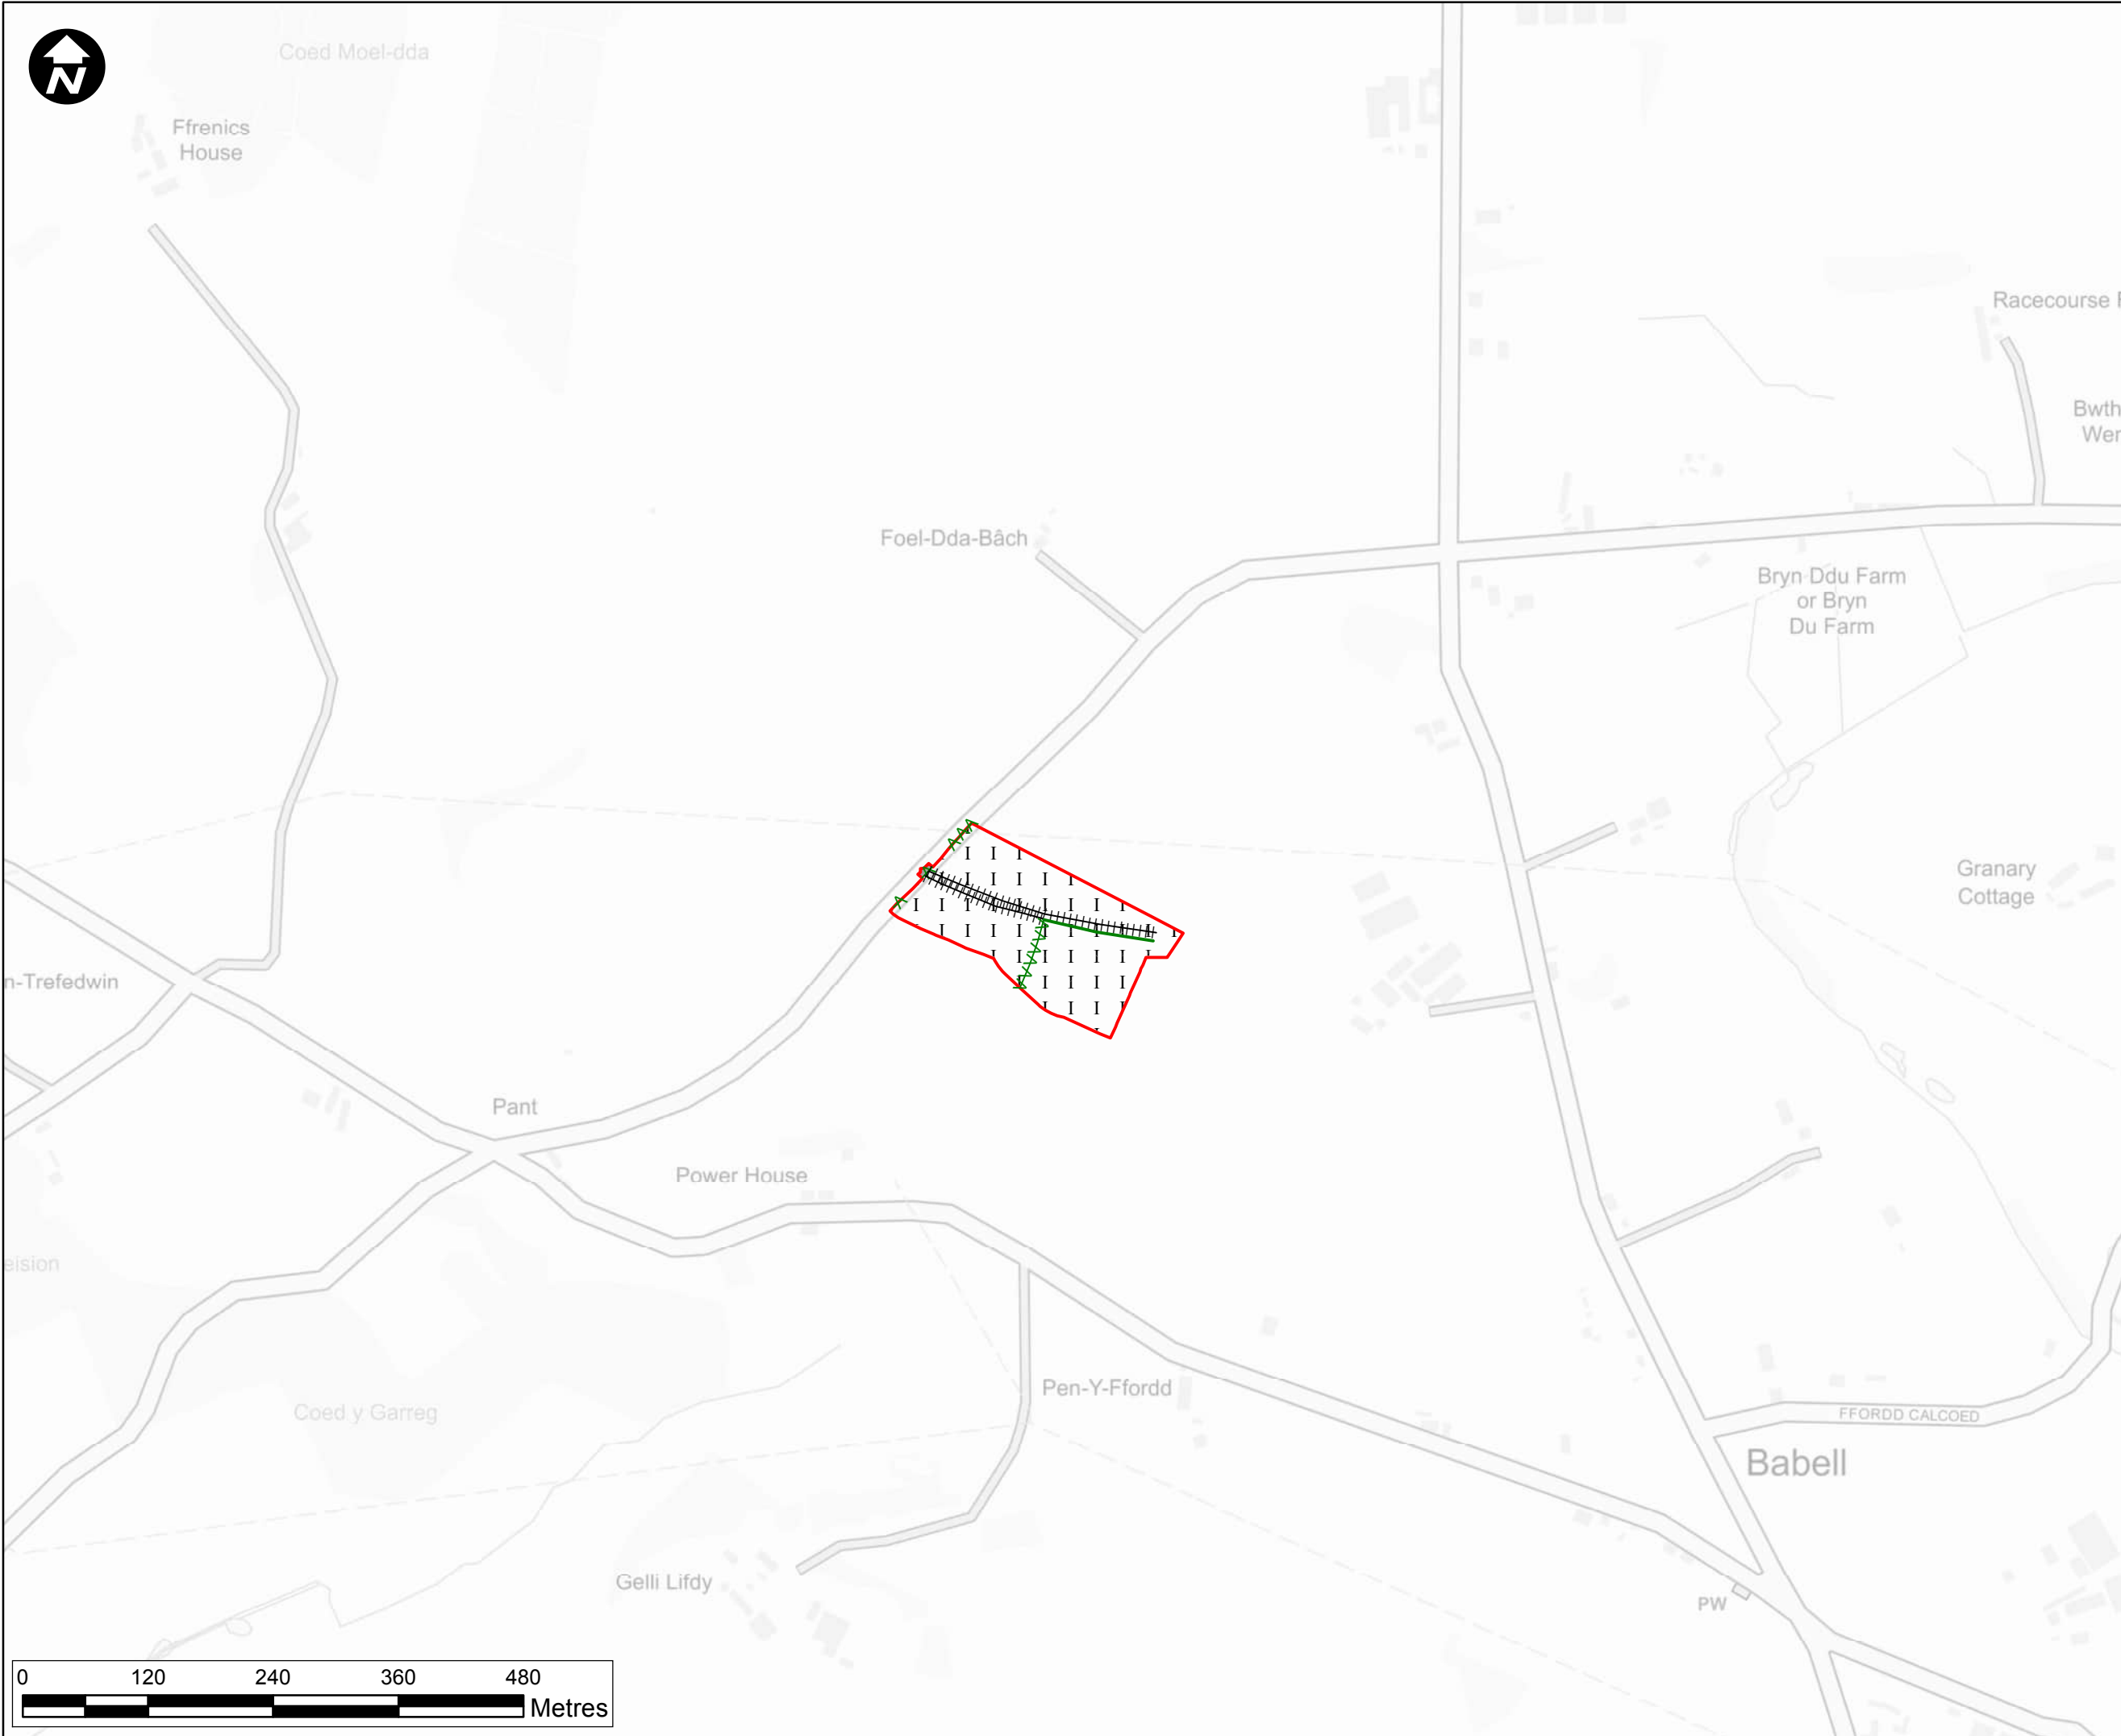 N
Coed Moel-dda
Ffrenics
House
Racecourse
Foel-Dda-Bâch
Bryn Ddu Farm
or Bryn
Du Farm
Granary
Cottage
n-Trefedwin
Pant
Power House
eision
Pen-Y-Ffordd
Coed y Garreg
FFORDD CALCOED
Babell
Gelli Lifdy
PW
0 120 240 360 480
Metres